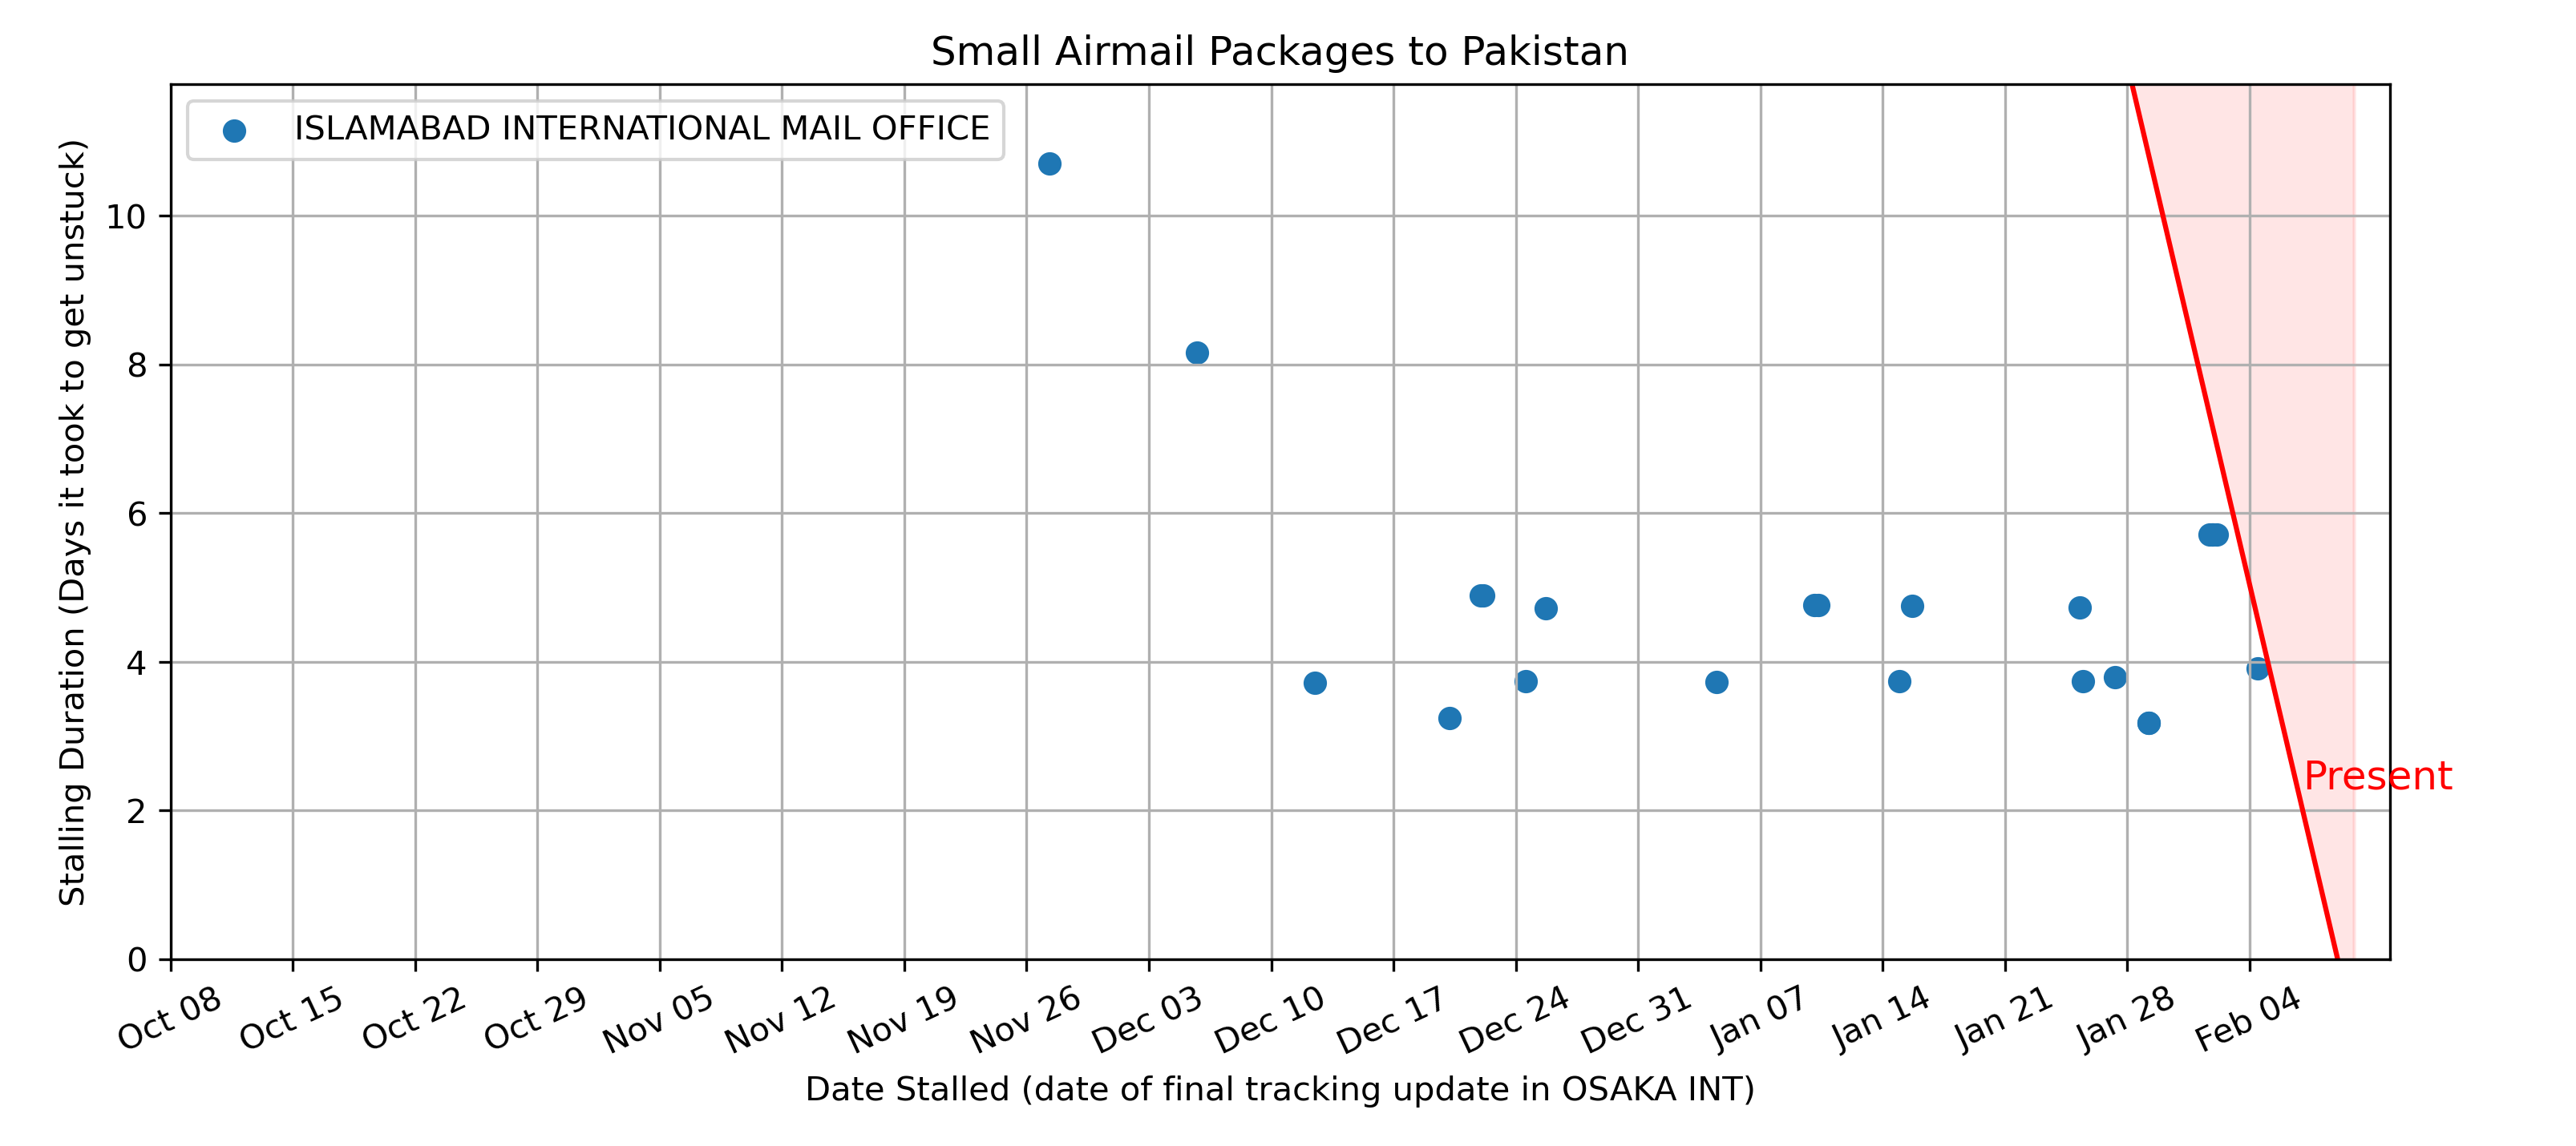 Small Airmail Packages to Pakistan
ISLAMABAD INTERNATIONAL MAIL OFFICE
Stalling Duration (Days it took to get unstuck)
10
8
6
4
2
0
Present
Oct 08
Oct 15
Oct 22
Oct 29
Nov 05
Nov 12
Nov 19
Nov 26
Dec 03
Dec 10
Dec 17
Dec 24
Dec 31
Jan 07
Jan 14
Jan 21
Jan 28
Feb 04
Date Stalled (date of final tracking update in OSAKA INT)